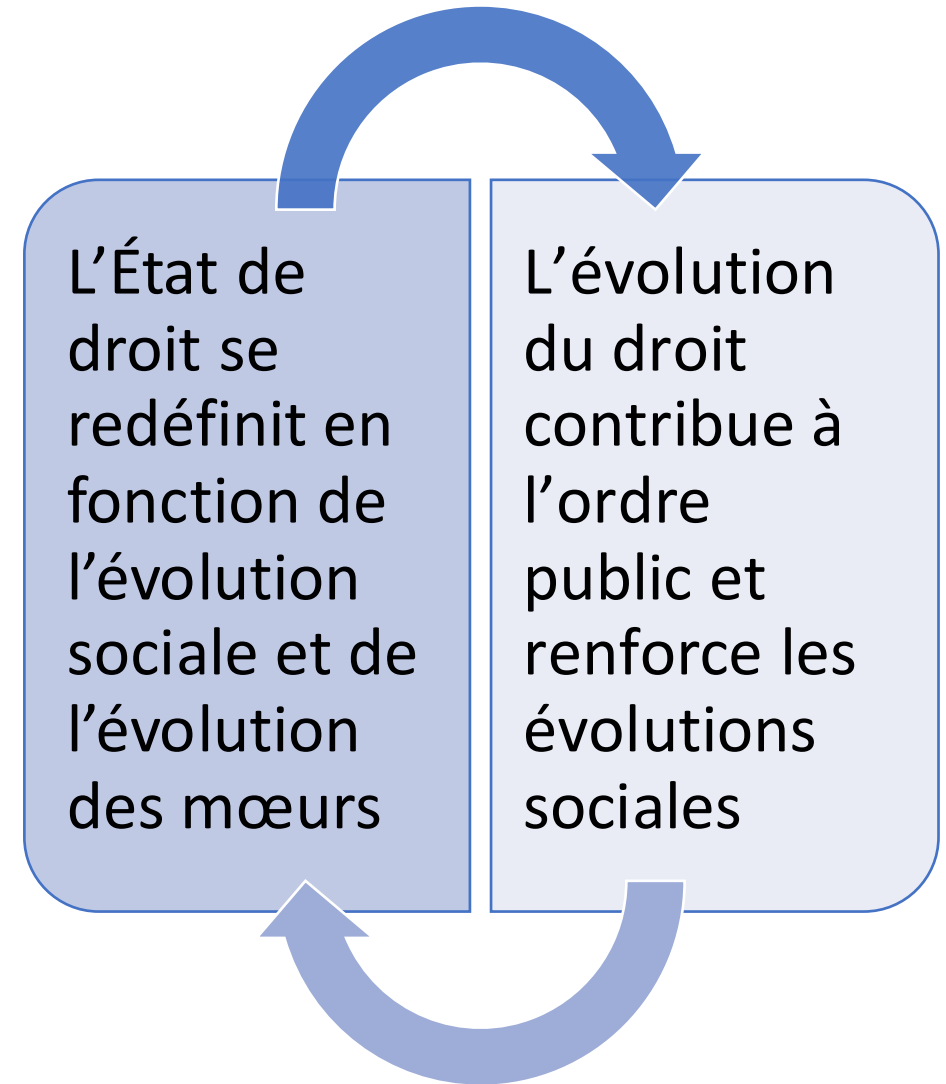 L’État de
droit se
redéfinit en
fonction de
l’évolution
sociale et de
l’évolution
des mœurs
L’évolution
du droit
contribue à
l’ordre
public et
renforce les
évolutions
sociales